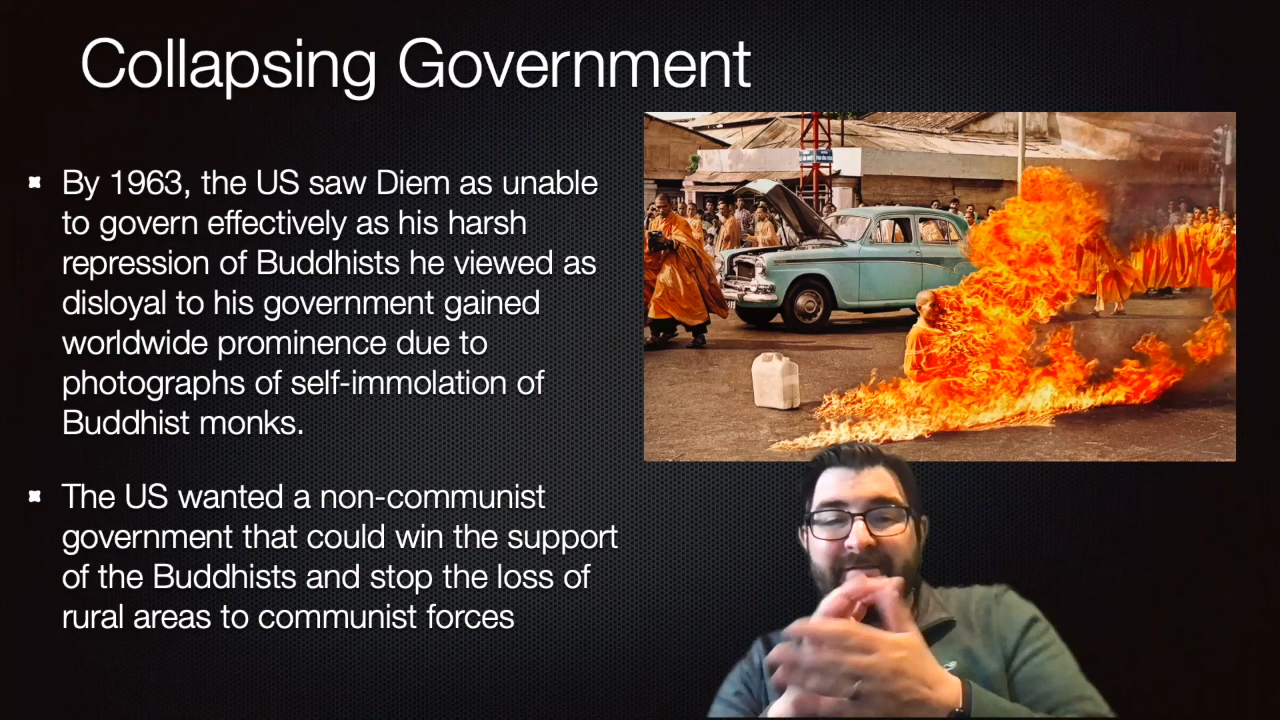 Collapsing Government
By 1963, the US saw Diem as unable
to govern effectively as his harsh
repression of Buddhists he viewed as
disloyal to his government gained
worldwide prominence due to
photographs of self-immolation of
Buddhist monks.
The US wanted a non-communist
government that could win the support
of the Buddhists and stop the loss of
rural areas to communist forces